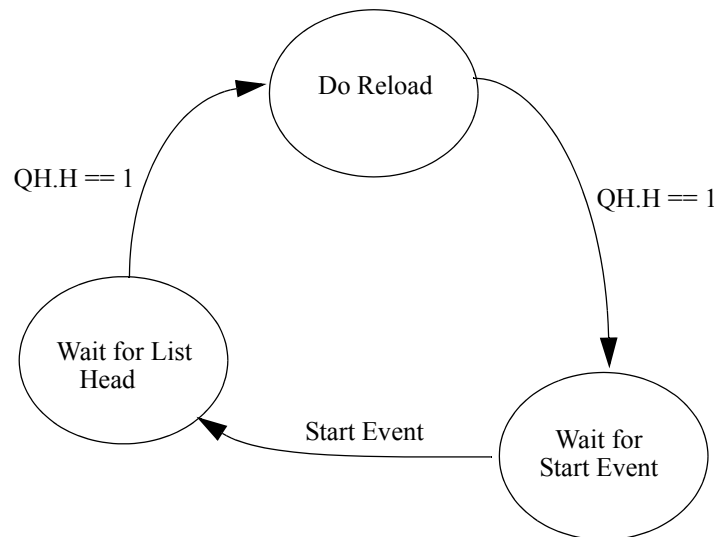 Do Reload
QH.H == 1
QH.H == 1
Wait for List
Head
Start Event
Wait for
Start Event